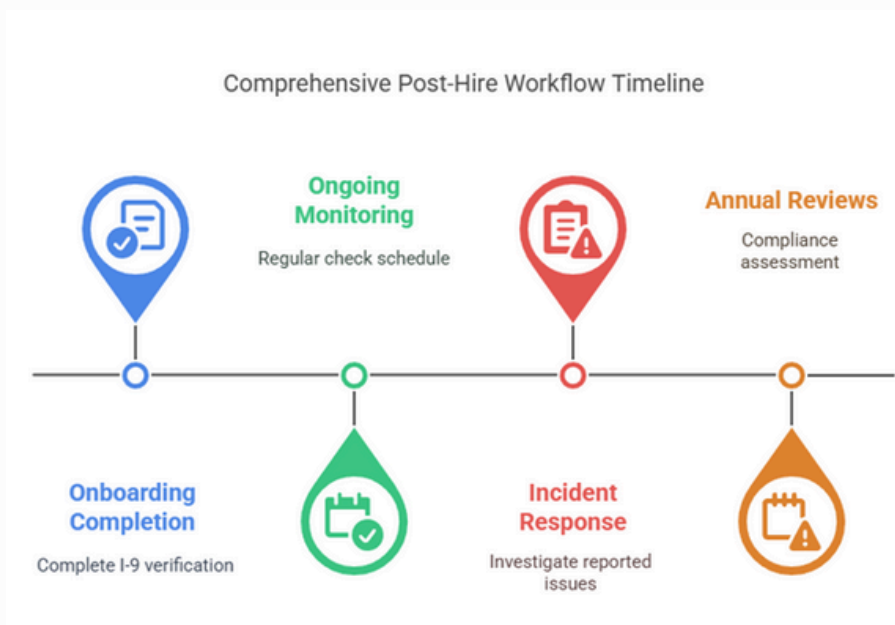 Comprehensive Post-Hire Workflow Timeline
Onboarding
Completion
Complete I-9 verification
Ongoing
Monitoring
Regular check schedule
Incident
Response
Investigate reported
issues
Annual Reviews
Compliance
assessment